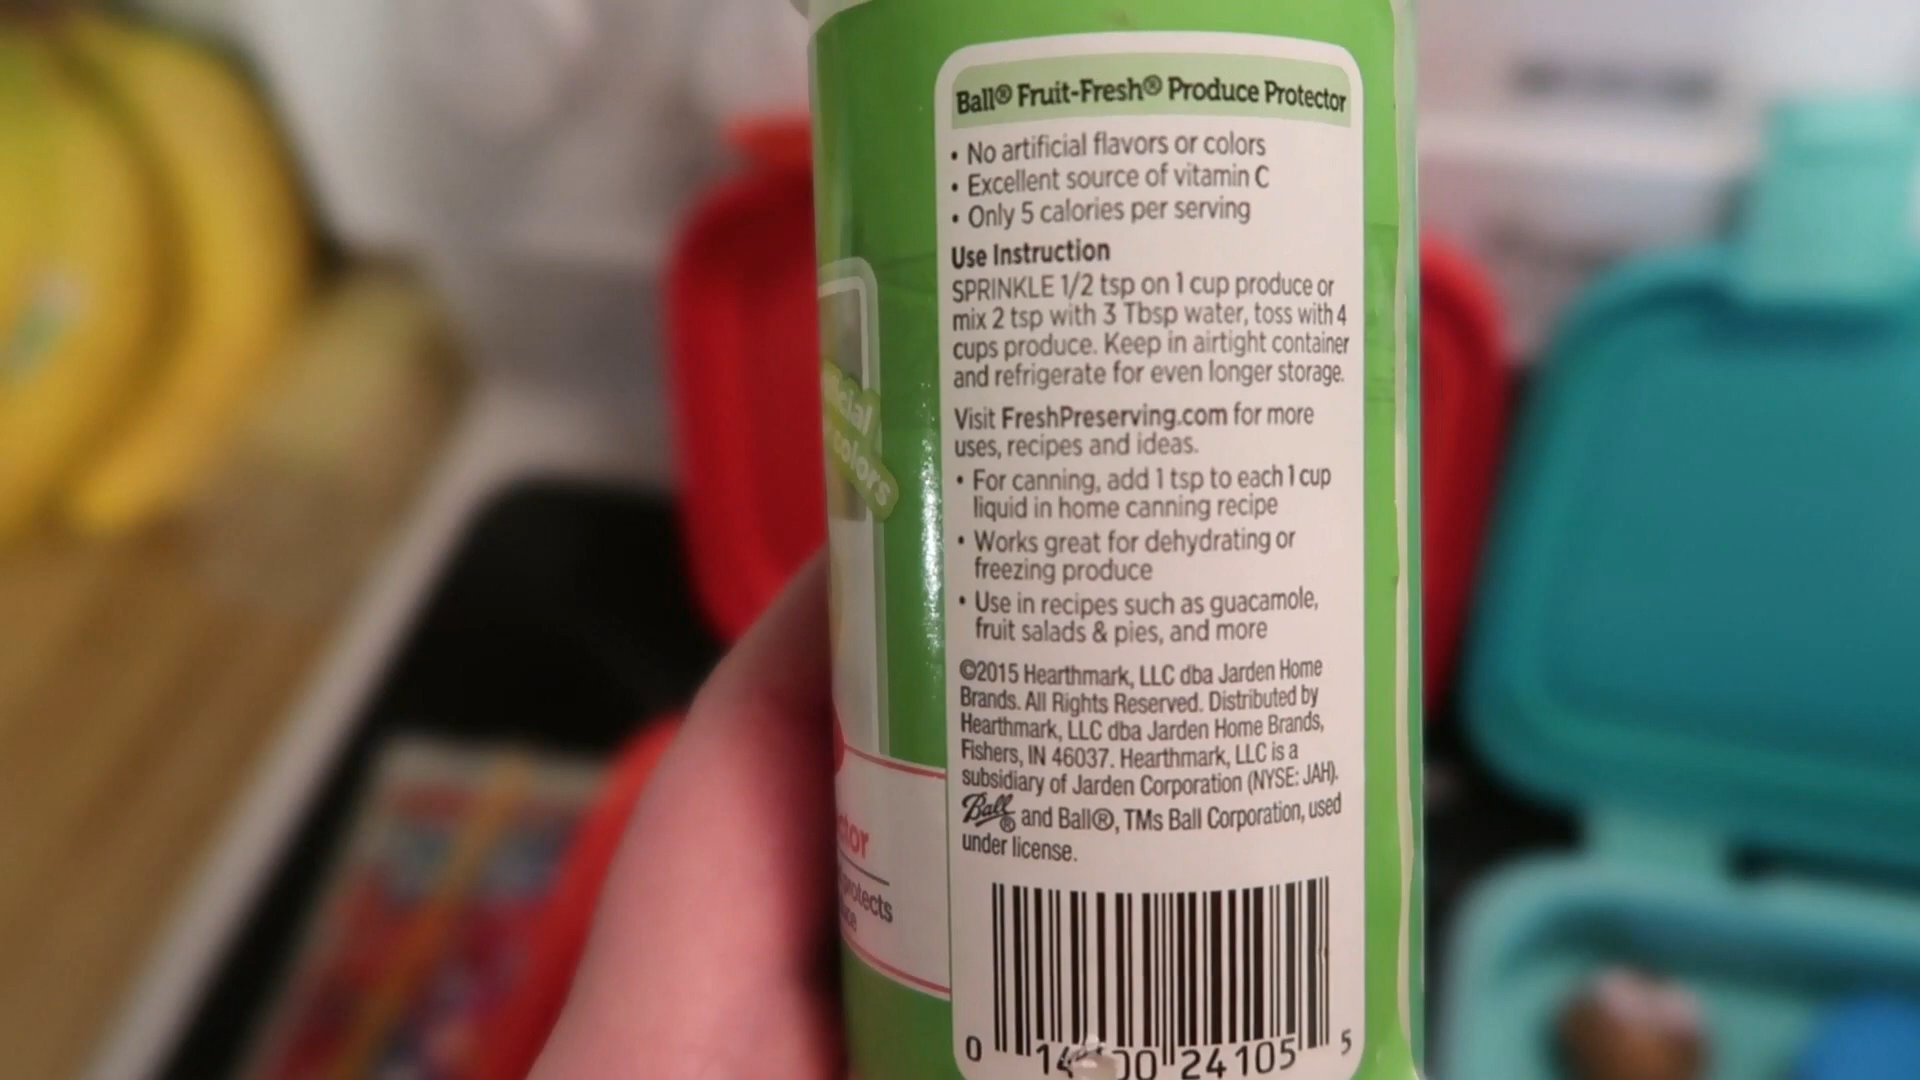 Ball® Fruit-Fresh® Produce Protector
• No artificial flavors or colors
• Excellent source of vitamin C
• Only 5 calories per serving
Use Instruction
SPRINKLE 1/2 tsp on 1 cup produce or
mix 2 tsp with 3 Tbsp water, toss with 4
cups produce. Keep in airtight container
and refrigerate for even longer storage.
Visit FreshPreserving.com for more
uses, recipes and ideas.
• For canning, add 1 tsp to each 1 cup
liquid in home canning recipe
• Works great for dehydrating or
freezing produce
• Use in recipes such as guacamole,
fruit salads & pies, and more
©2015 Hearthmark, LLC dba Jarden Home
Brands. All Rights Reserved. Distributed by
Hearthmark, LLC dba Jarden Home Brands,
Fishers, IN 46037. Hearthmark, LLC is a
subsidiary of Jarden Corporation (NYSE: JAH).
Ball® and Ball®, TMs Ball Corporation, used
under license.
0 24105 5
colors
protects